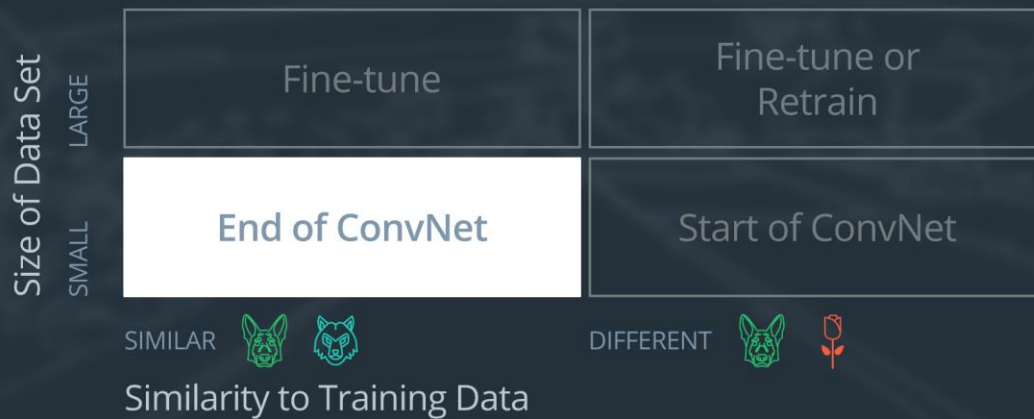 Size of Data Set
LARGE
SMALL
Fine-tune
Fine-tune or
Retrain
End of ConvNet
Start of ConvNet
SIMILAR
DIFFERENT
Similarity to Training Data